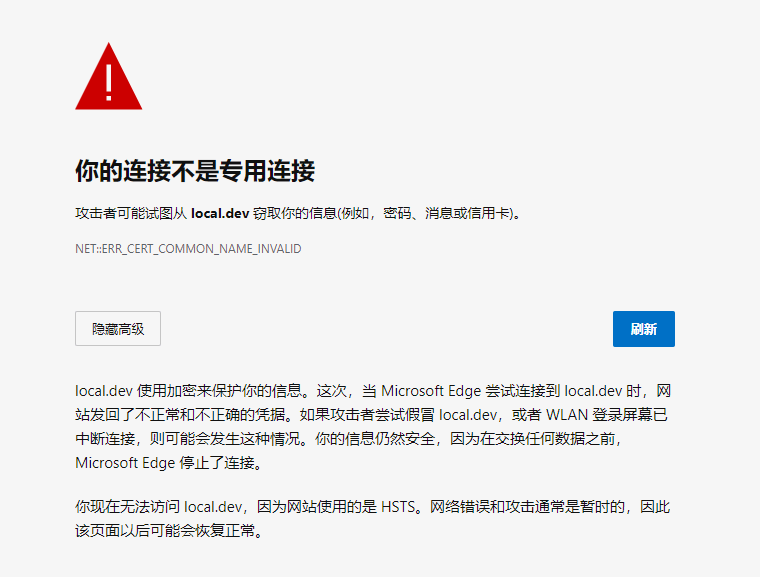 你的连接不是专用连接
攻击者可能试图从 local.dev 窃取你的信息(例如，密码、消息或信用卡)。
NET::ERR_CERT_COMMON_NAME_INVALID
隐藏高级
刷新
local.dev 使用加密来保护你的信息。这次，当 Microsoft Edge 尝试连接到 local.dev 时，网
站发回了不正常和不正确的凭据。如果攻击者尝试假冒 local.dev，或者 WLAN 登录屏幕已
中断连接，则可能会发生这种情况。你的信息仍然安全，因为在交换任何数据之前，
Microsoft Edge 停止了连接。
你现在无法访问 local.dev，因为网站使用的是 HSTS。网络错误和攻击通常是暂时的，因此
该页面以后可能会恢复正常。